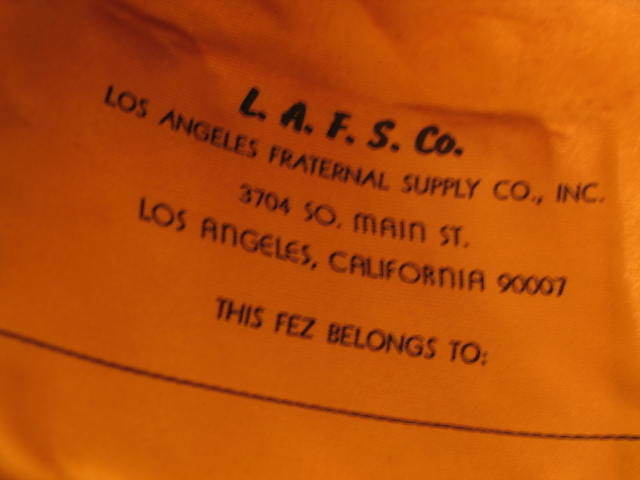 L. A. F. S. Co.
LOS ANGELES FRATERNAL SUPPLY CO., INC.
3704 SO. MAIN ST.
LOS ANGELES, CALIFORNIA 90007
THIS FEZ BELONGS TO: